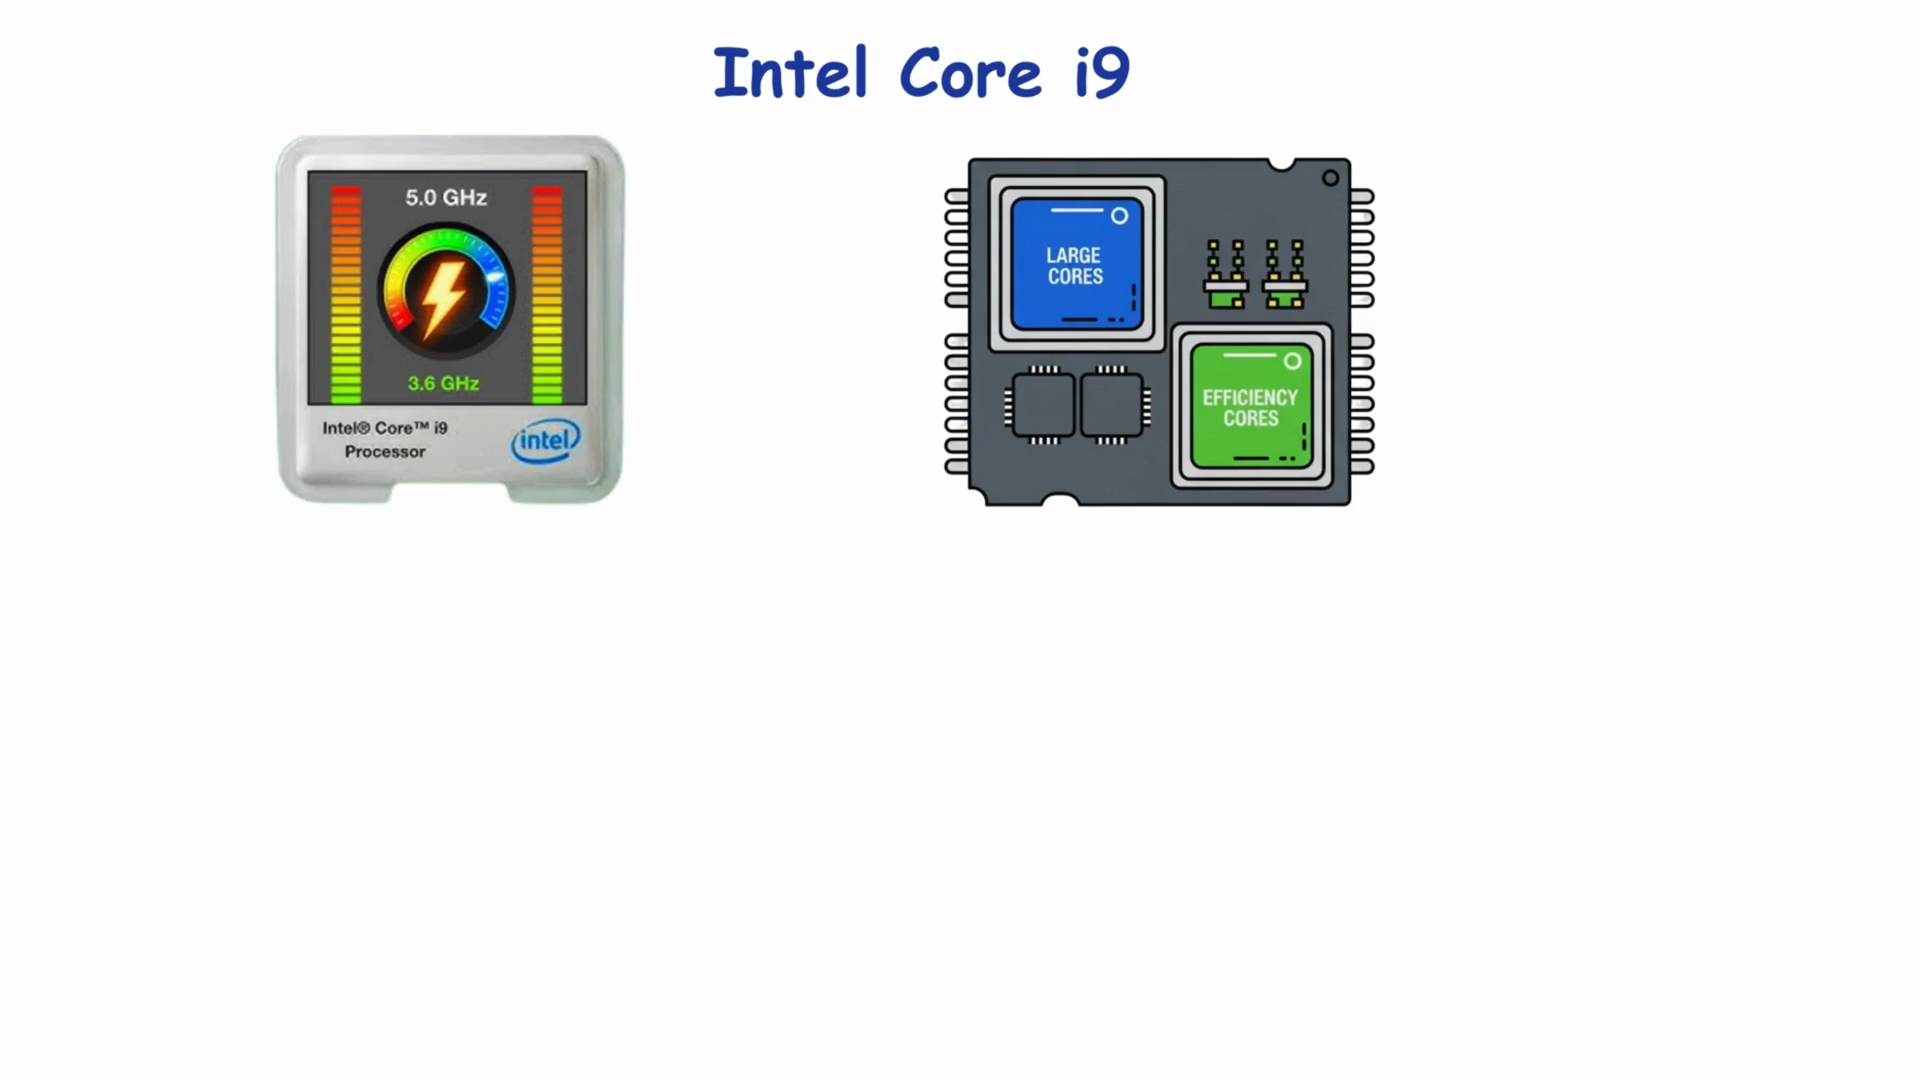 Intel Core i9
5.0 GHz
3.6 GHz
Intel® Core™ i9
Processor
intel
LARGE
CORES
EFFICIENCY
CORES